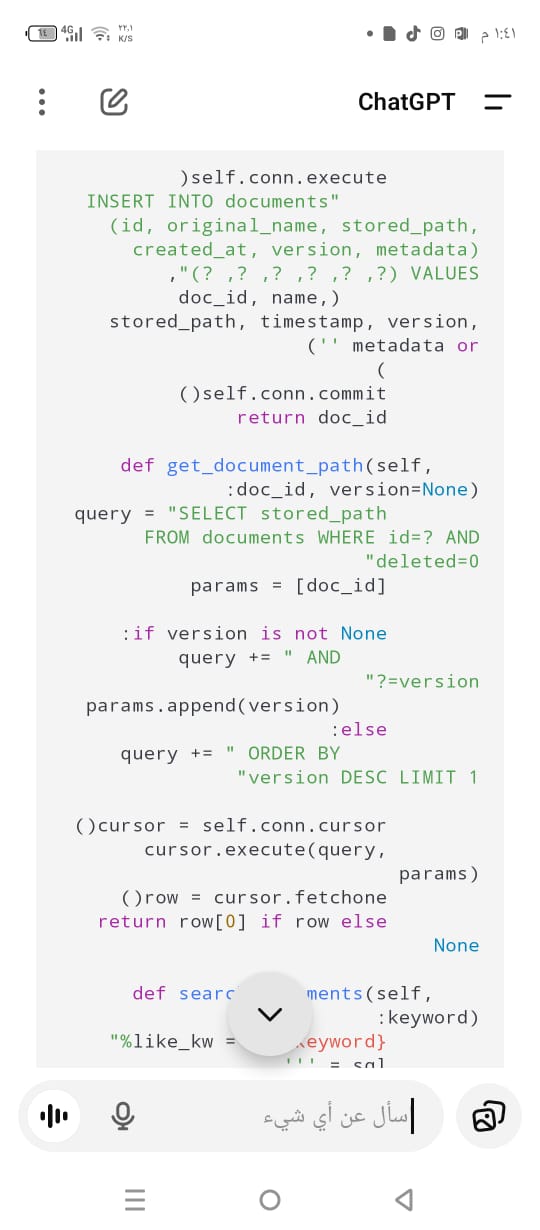 ١٤ 4G ٢٢,١ K/S م ١:٤١
ChatGPT
)self.conn.execute
INSERT INTO documents"
(id, original_name, stored_path,
created_at, version, metadata)
,"(? ,? ,? ,? ,? ,?) VALUES
doc_id, name,)
stored_path, timestamp, version,
('' metadata or
(
()self.conn.commit
return doc_id
def get_document_path(self,
:doc_id, version=None)
query = "SELECT stored_path
FROM documents WHERE id=? AND
"deleted=0
params = [doc_id]
:if version is not None
query += " AND
"?=version
params.append(version)
:else
query += " ORDER BY
"version DESC LIMIT 1
()cursor = self.conn.cursor
cursor.execute(query,
params)
()row = cursor.fetchone
return row[0] if row else
None
def searc ments(self,
:keyword)
"%like_kw = eyword}
''' = sql
اسأل عن أي شيء